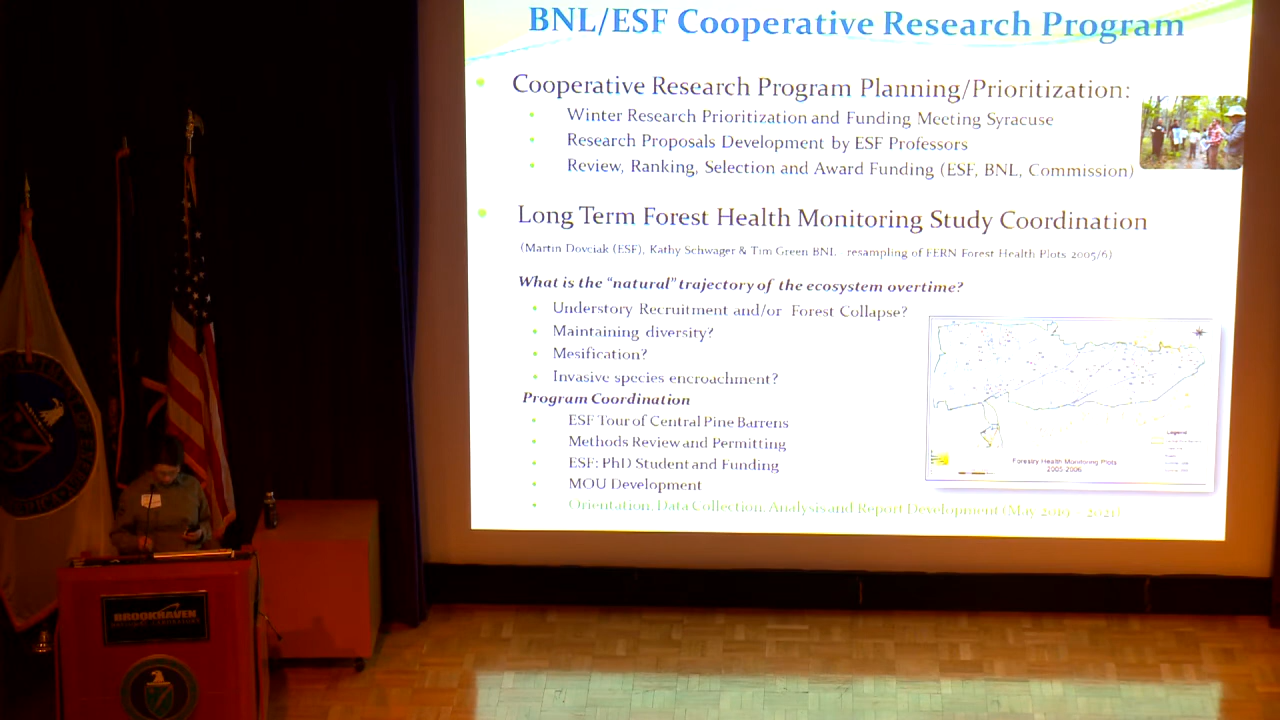 BNL/ESF Cooperative Research Program
Cooperative Research Program Planning/Prioritization:
Winter Research Prioritization and Funding Meeting Syracuse
Research Proposals Development by ESF Professors
Review, Ranking, Selection and Award Funding (ESF, BNL, Commission)
Long Term Forest Health Monitoring Study Coordination
(Martin Dovciak (ESF), Kathy Schwager & Tim Green BNL resampling of FERN Forest Health Plots 2005/6)
What is the "natural" trajectory of the ecosystem overtime?
Understory Recruitment and/or Forest Collapse?
Maintaining diversity?
Mesification?
Invasive species encroachment?
Program Coordination
ESF Tour of Central Pine Barrens
Methods Review and Permitting
ESF: PhD Student and Funding
MOU Development
Orientation, Data Collection, Analysis and Report Development (May 2019 - 2021)
Legend
Forestry Health Monitoring Plots
2005-2006
BROOKHAVEN
NATIONAL LABORATORY